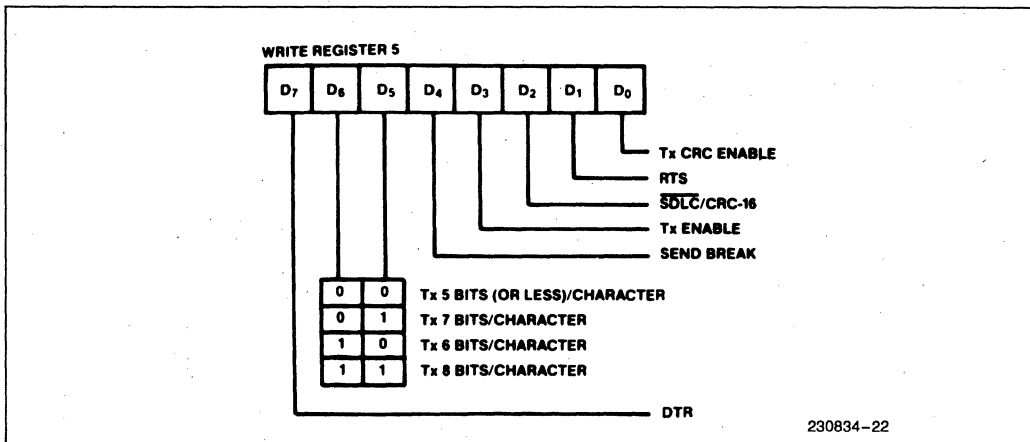 WRITE REGISTER 5
D7 D6 D5 D4 D3 D2 D1 D0
Tx CRC ENABLE
RTS
S̅D̅L̅C̅/CRC-16
Tx ENABLE
SEND BREAK
0 0 Tx 5 BITS (OR LESS)/CHARACTER
0 1 Tx 7 BITS/CHARACTER
1 0 Tx 6 BITS/CHARACTER
1 1 Tx 8 BITS/CHARACTER
DTR
230834-22